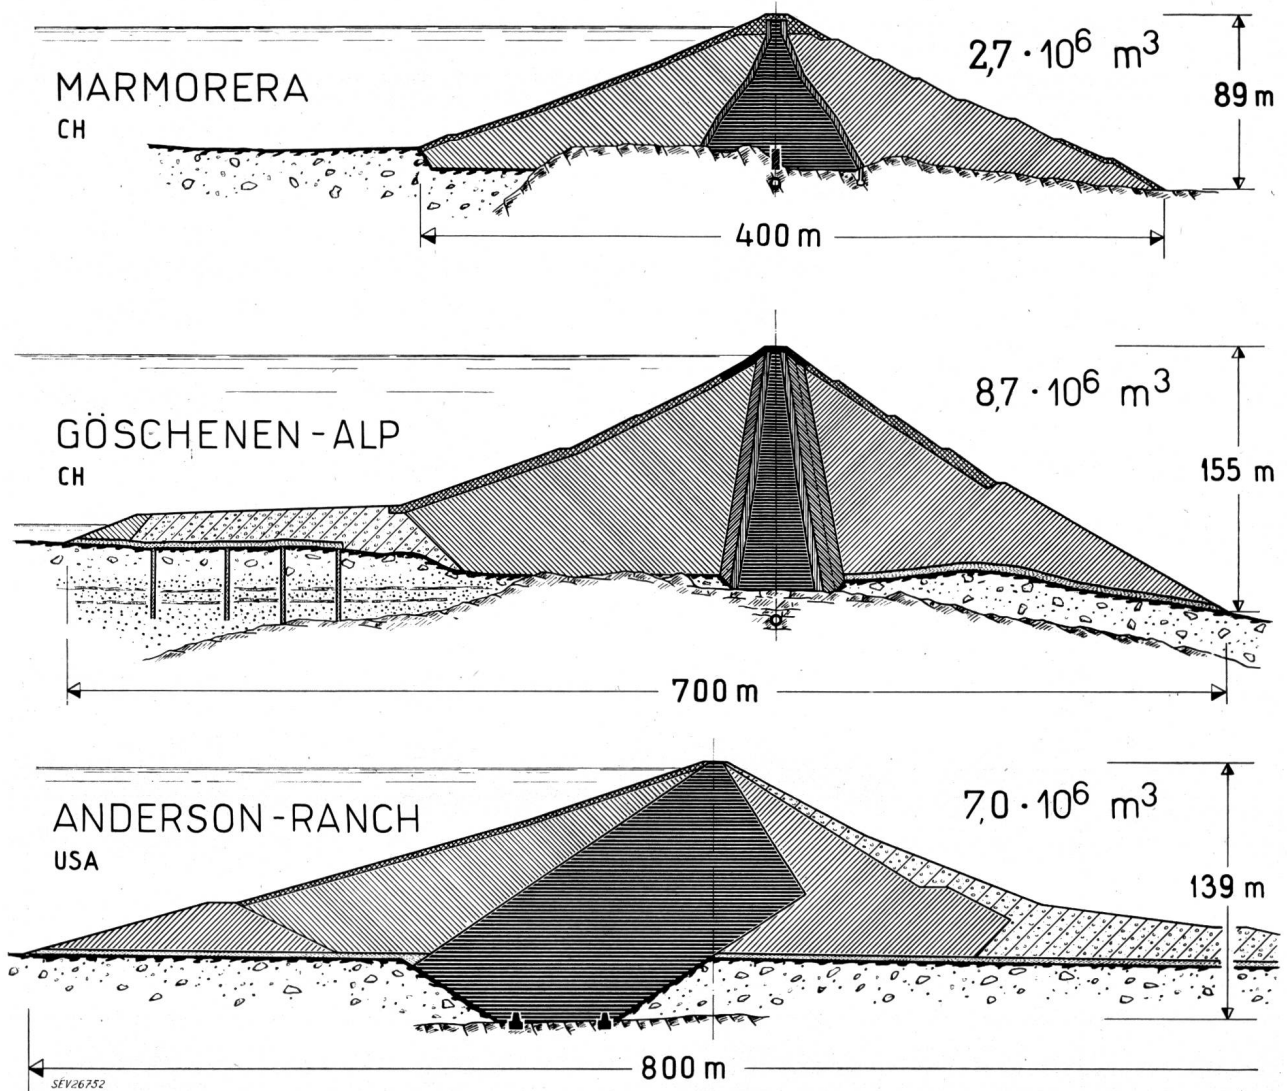 MARMORERA
CH
2,7 · 10⁶ m³
89 m
400 m
GÖSCHENEN-ALP
CH
8,7 · 10⁶ m³
155 m
700 m
ANDERSON-RANCH
USA
7,0 · 10⁶ m³
139 m
800 m
SEV26752